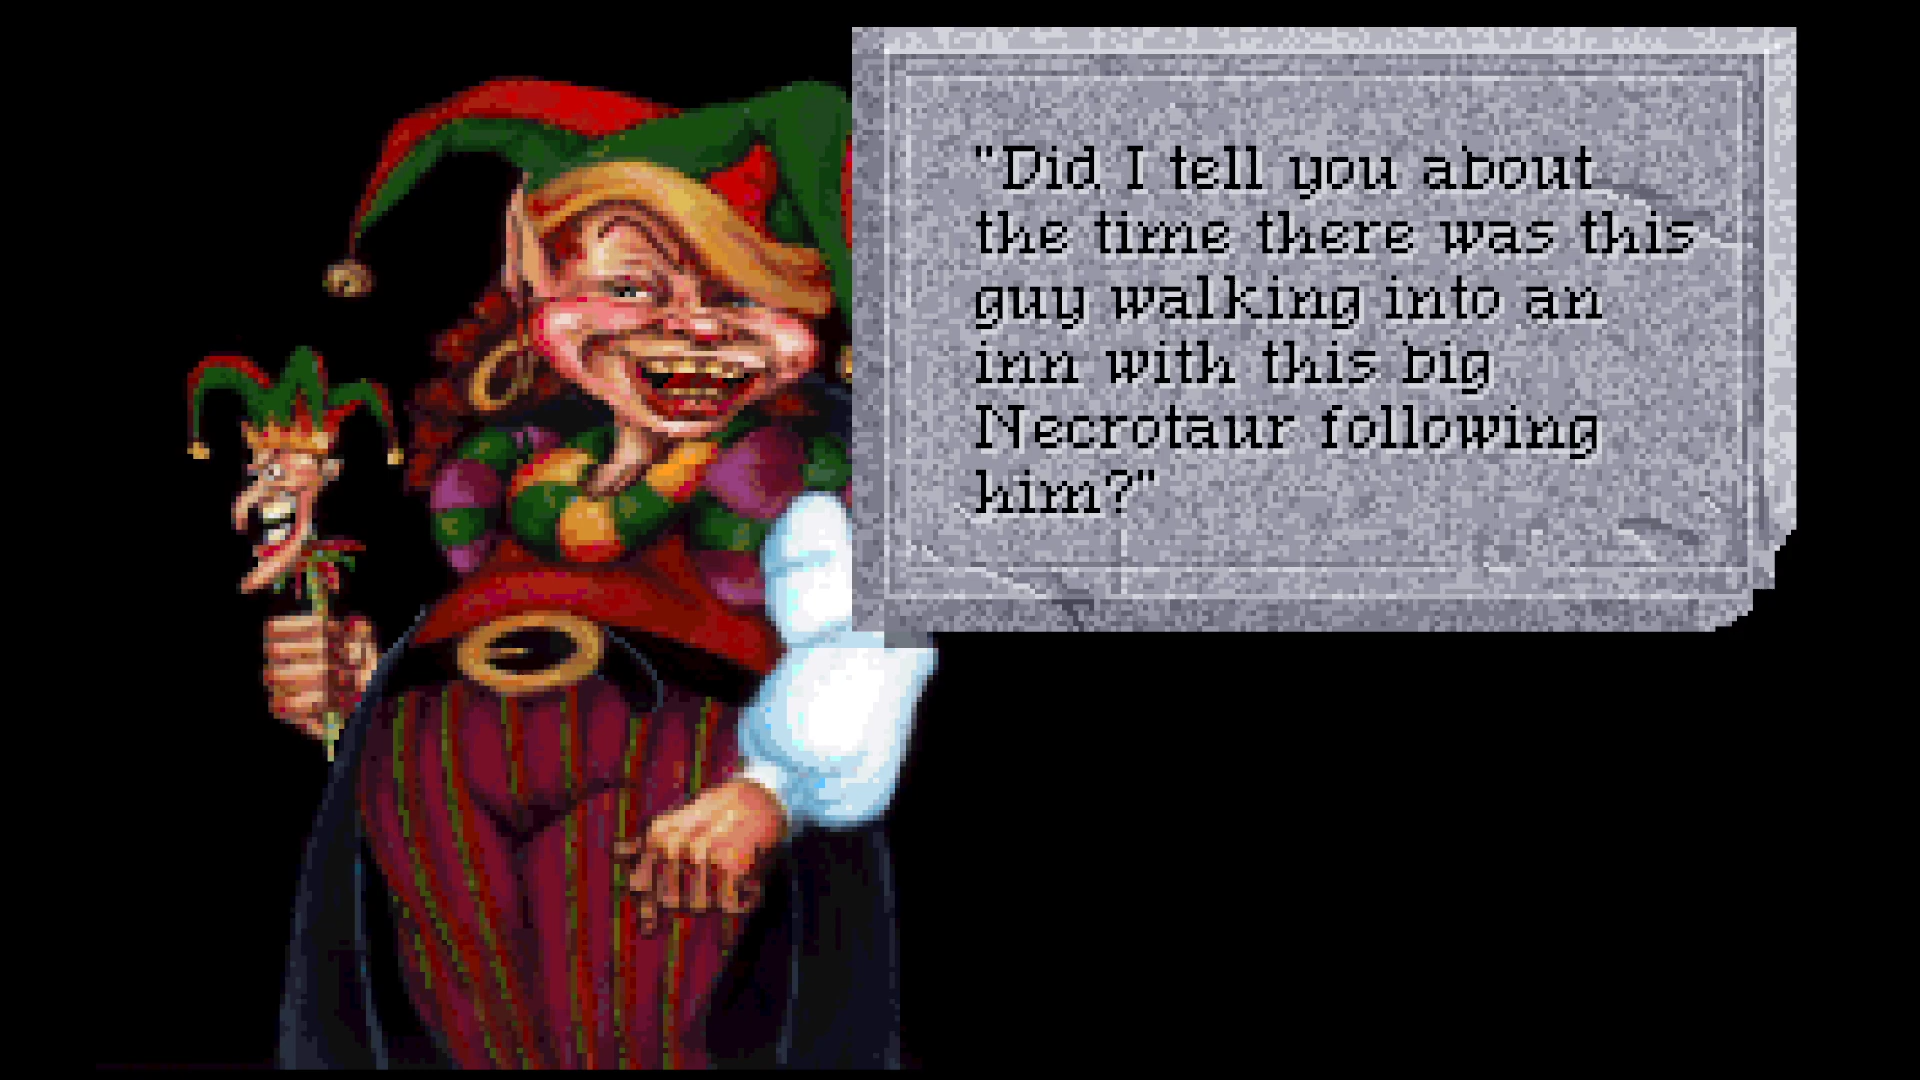 "Did I tell you about
the time there was this
guy walking into an
inn with this big
Necrotaur following
him?"